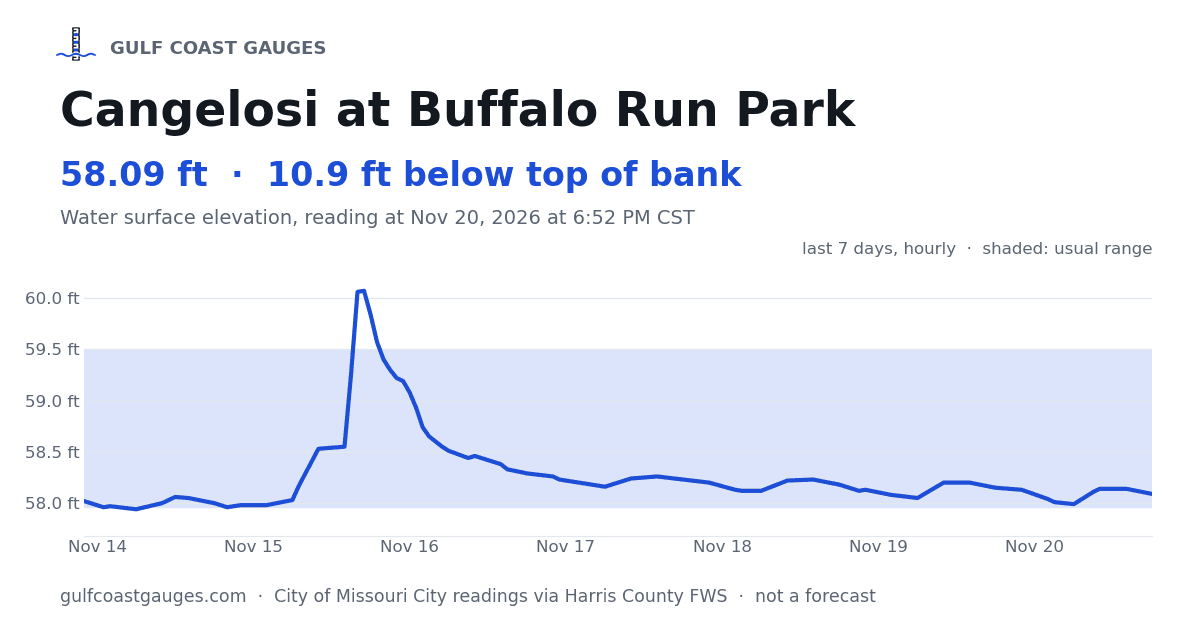 GULF COAST GAUGES
Cangelosi at Buffalo Run Park
58.09 ft · 10.9 ft below top of bank
Water surface elevation, reading at Nov 20, 2026 at 6:52 PM CST
last 7 days, hourly · shaded: usual range
60.0 ft
59.5 ft
59.0 ft
58.5 ft
58.0 ft
Nov 14 Nov 15 Nov 16 Nov 17 Nov 18 Nov 19 Nov 20
gulfcoastgauges.com · City of Missouri City readings via Harris County FWS · not a forecast